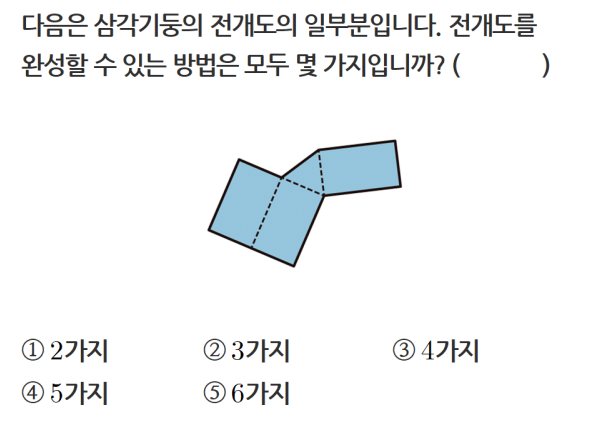 다음은 삼각기둥의 전개도의 일부분입니다. 전개도를
완성할 수 있는 방법은 모두 몇 가지입니까? (          )
① 2가지 ② 3가지 ③ 4가지
④ 5가지 ⑤ 6가지